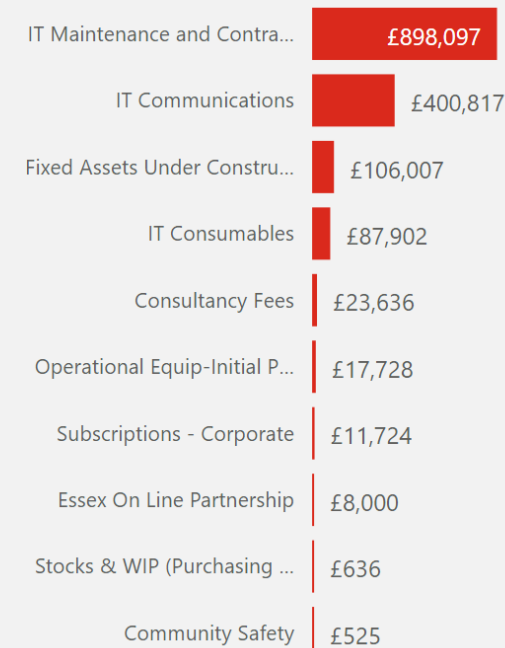 IT Maintenance and Contra... £898,097
IT Communications £400,817
Fixed Assets Under Constru... £106,007
IT Consumables £87,902
Consultancy Fees £23,636
Operational Equip-Initial P... £17,728
Subscriptions - Corporate £11,724
Essex On Line Partnership £8,000
Stocks & WIP (Purchasing ... £636
Community Safety £525